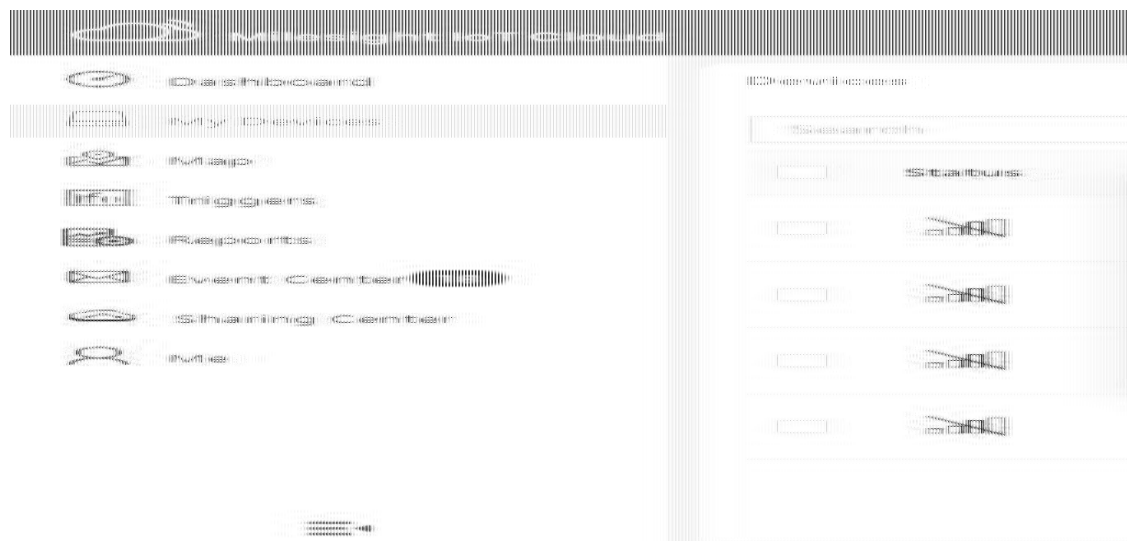 Milesight IoT Cloud
Dashboard
My Devices
Map
Triggers
Reports
Event Center
Sharing Center
Me
Devices
Search
Status